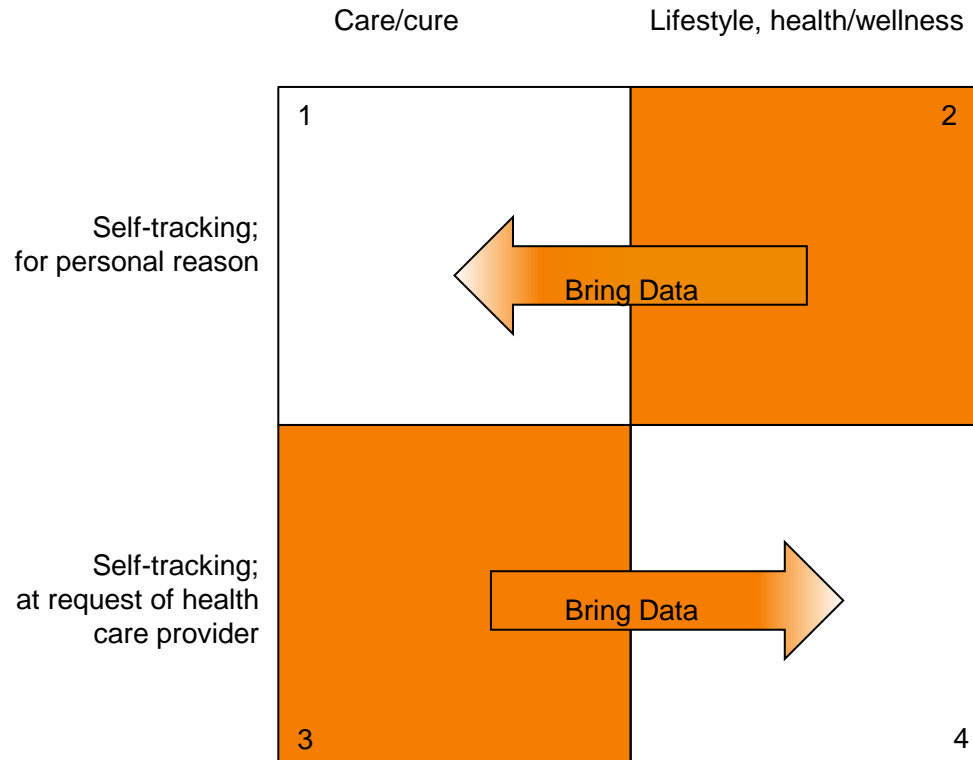 Care/cure
Lifestyle, health/wellness
1
2
Self-tracking;
for personal reason
Bring Data
Self-tracking;
at request of health
care provider
Bring Data
3
4